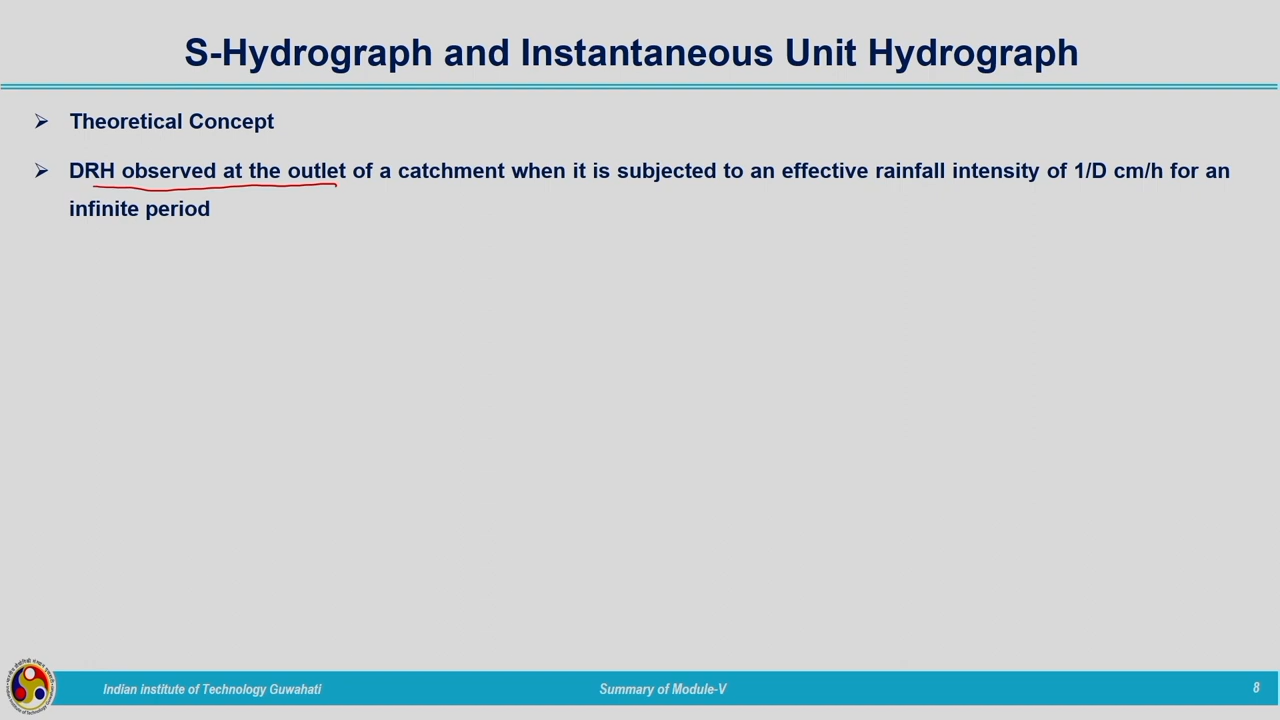 S-Hydrograph and Instantaneous Unit Hydrograph
➢ Theoretical Concept
➢ DRH observed at the outlet of a catchment when it is subjected to an effective rainfall intensity of 1/D cm/h for an
infinite period
Indian institute of Technology Guwahati
Summary of Module-V
8